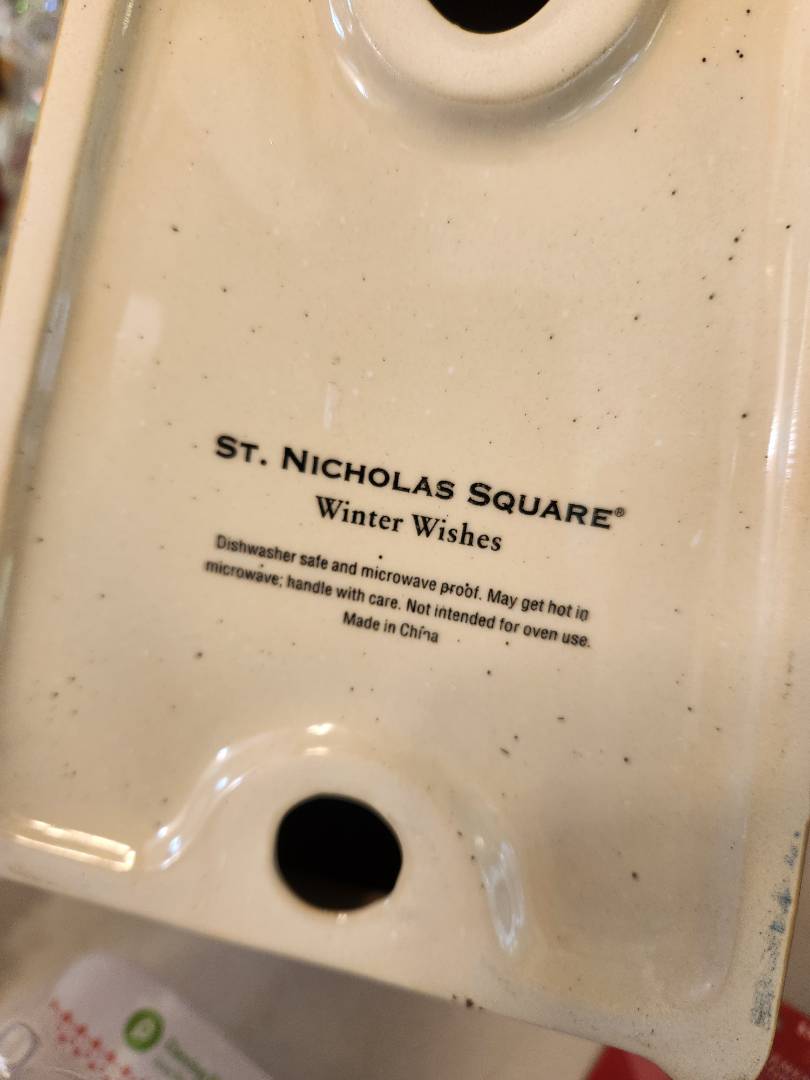 ST. NICHOLAS SQUARE®
Winter Wishes
Dishwasher safe and microwave proof. May get hot in
microwave; handle with care. Not intended for oven use.
Made in China